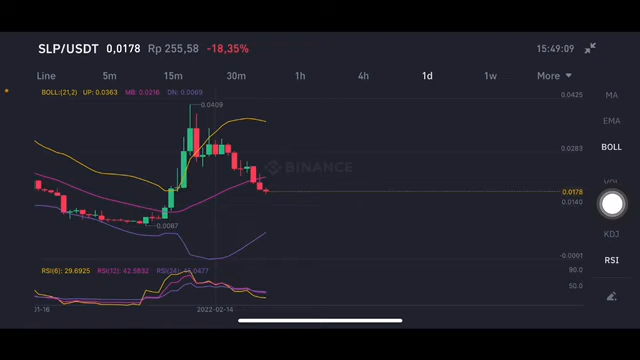 SLP/USDT 0,0178 Rp 255,58 -18,35% 15:49:09
Line 5m 15m 30m 1h 4h 1d 1w More
BOLL:(21,2) UP: 0.0363 MB: 0.0216 DN: 0.0069
0.0425
MA
0.0409
EMA
BOLL
0.0283
BINANCE
0.0178
0.0140
0.0087
KDJ
-0.0001
RSI
RSI(6): 29.6925 RSI(12): 42.5832 RSI(24):
90.0
50.0
2022-02-14